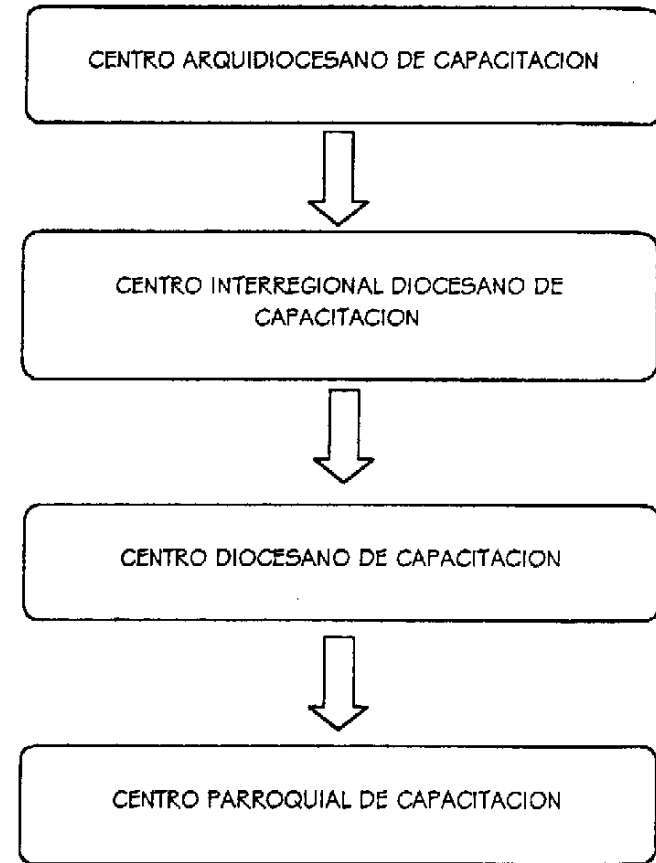 CENTRO ARQUIDIOCESANO DE CAPACITACION
CENTRO INTERREGIONAL DIOCESANO DE
CAPACITACION
CENTRO DIOCESANO DE CAPACITACION
CENTRO PARROQUIAL DE CAPACITACION